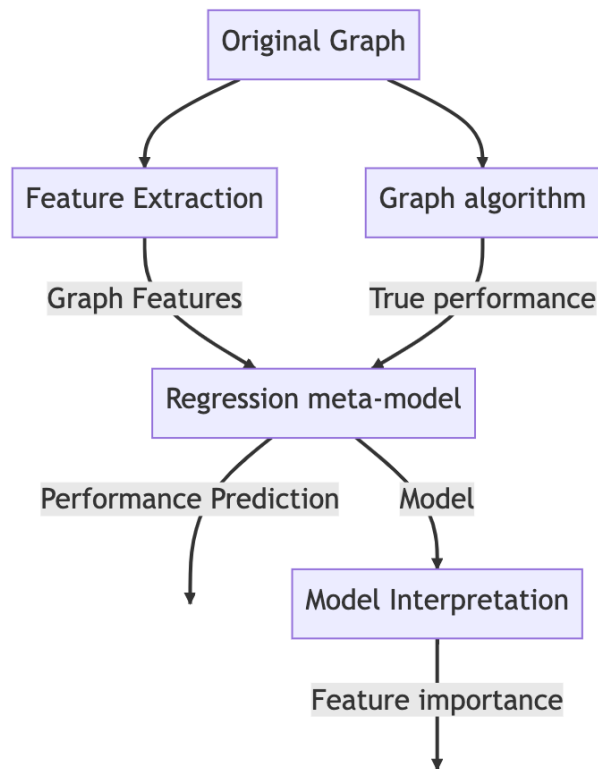 Original Graph
Feature Extraction
Graph algorithm
Graph Features
True performance
Regression meta-model
Performance Prediction
Model
Model Interpretation
Feature importance